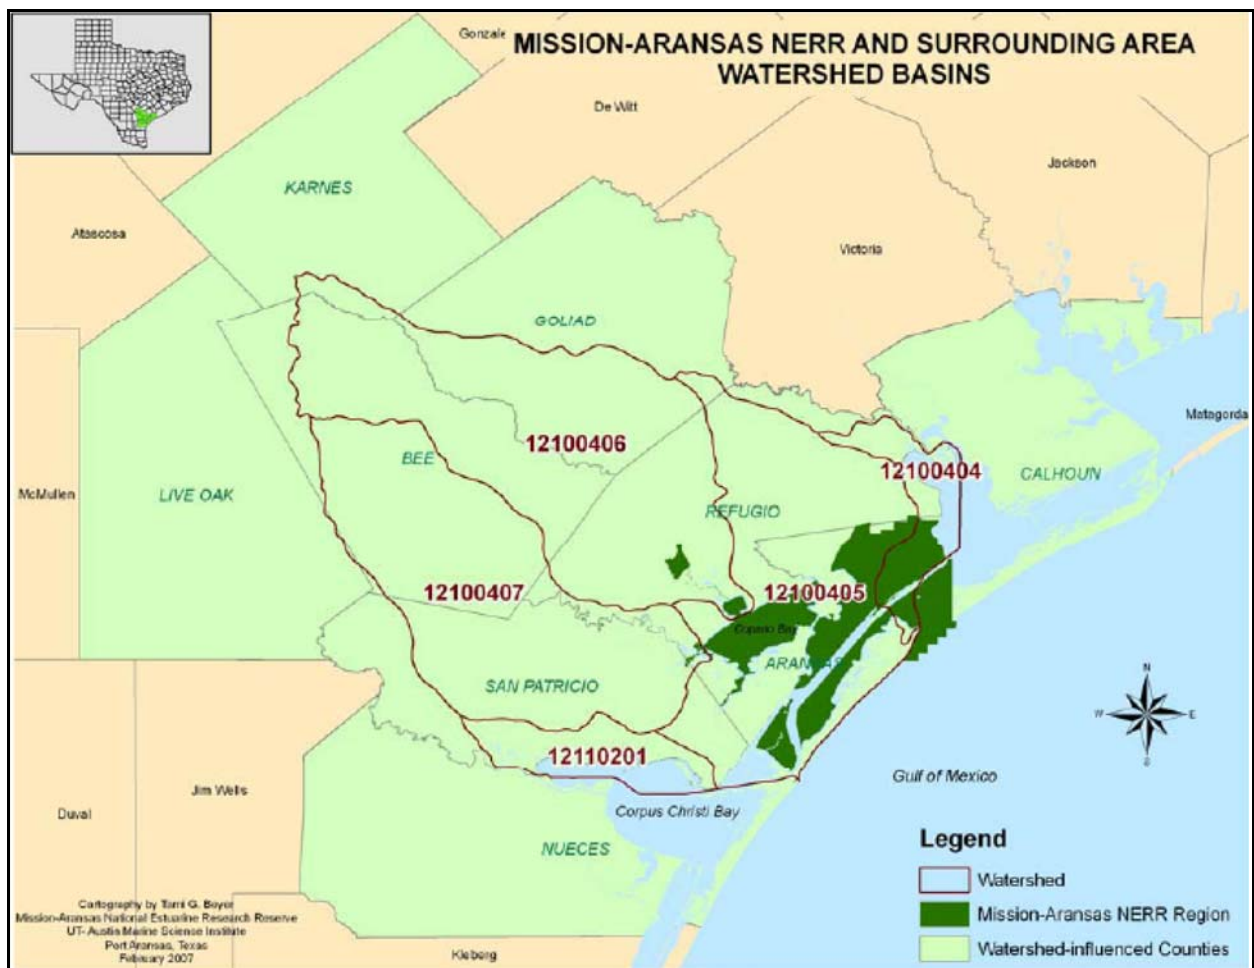 MISSION-ARANSAS NERR AND SURROUNDING AREA
WATERSHED BASINS
Gonzale
De Witt
Jackson
KARNES
Atascosa
Victoria
GOLIAD
Matagorda
12100406
BEE
12100404
CALHOUN
McMullen
LIVE OAK
REFUGIO
12100407
12100405
Copano Bay
ARANSAS
SAN PATRICIO
12110201
Gulf of Mexico
Jim Wells
Duval
Corpus Christi Bay
NUECES
N
W
E
S
Legend
Watershed
Mission-Aransas NERR Region
Watershed-influenced Counties
Cartography by Tami G. Beyer
Mission-Aransas National Estuarine Research Reserve
UT- Austin Marine Science Institute
Port Aransas, Texas
February 2007
Kleberg